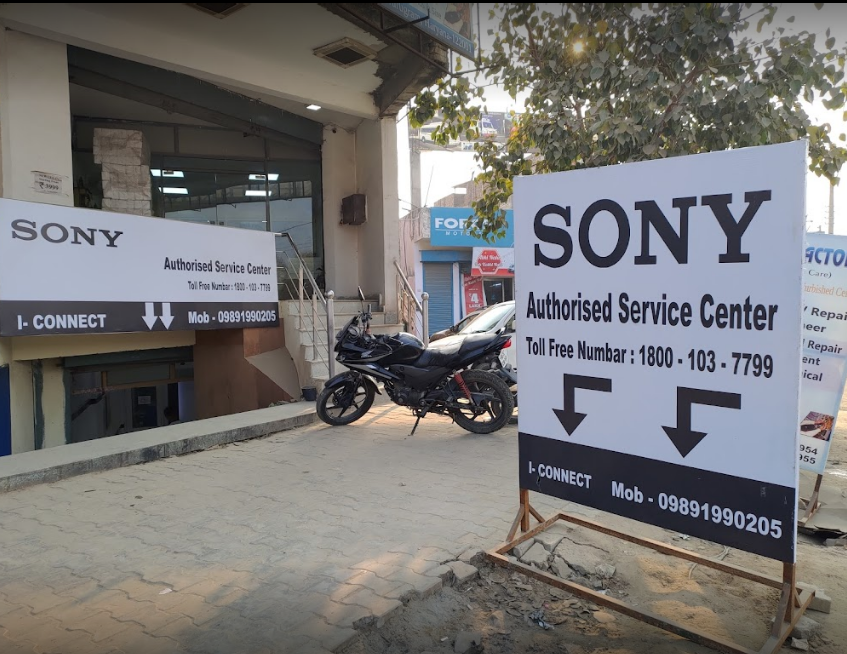 SONY
Authorised Service Center
Toll Free Numbar : 1800 - 103 - 7799
I- CONNECT
Mob - 09891990205
SONY
Authorised Service Center
Toll Free Numbar : 1800 - 103 - 7799
I- CONNECT
Mob - 09891990205